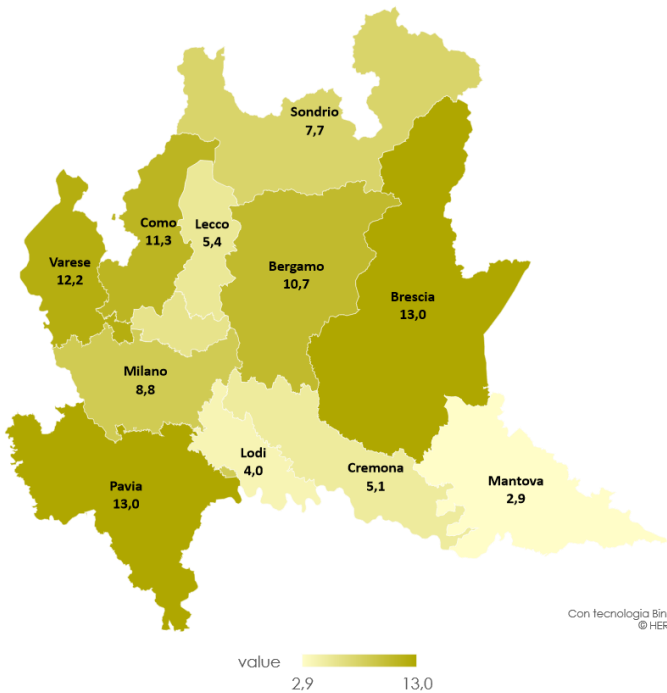 Sondrio
7,7
Como
11,3
Lecco
5,4
Varese
12,2
Bergamo
10,7
Brescia
13,0
Milano
8,8
Lodi
4,0
Cremona
5,1
Mantova
2,9
Pavia
13,0
Con tecnologia Bin
© HER
value
2,9
13,0